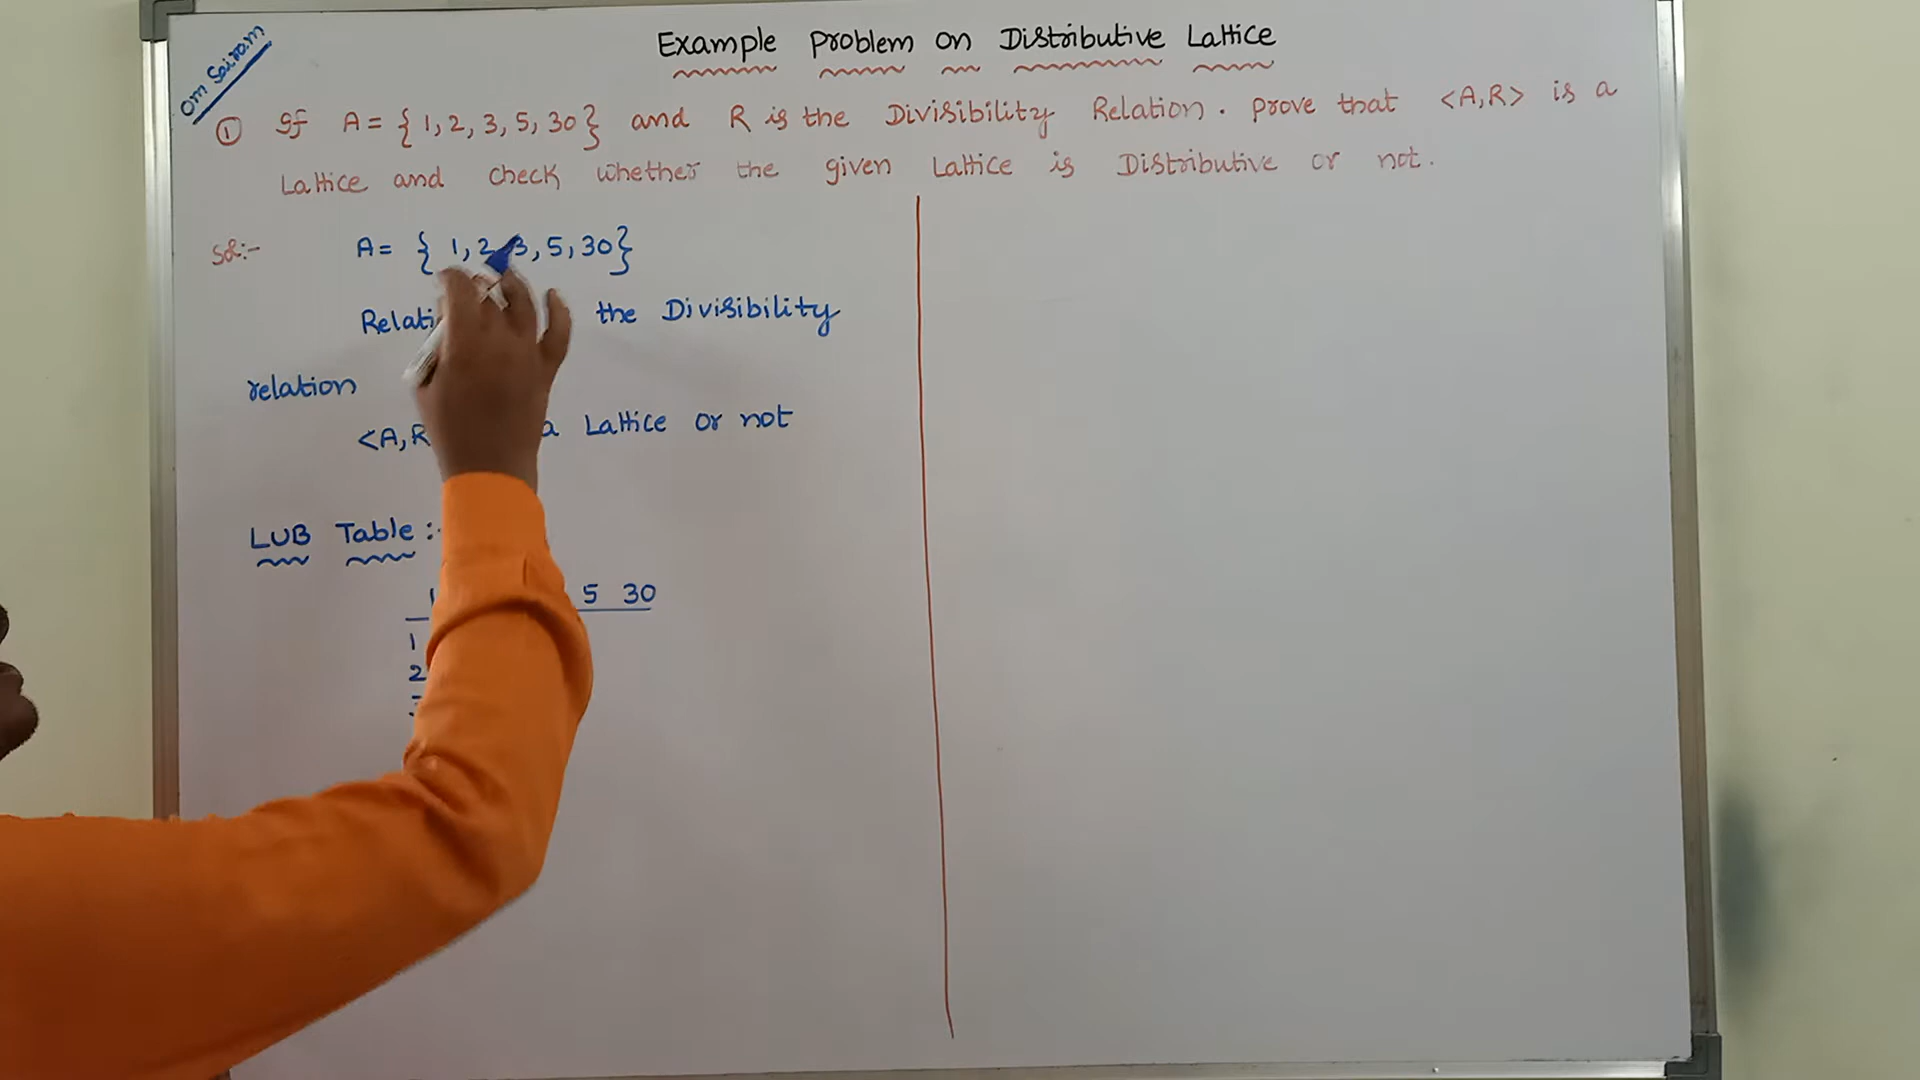 Om Sairam
Example Problem on Distributive Lattice
① If A = { 1, 2, 3, 5, 30 } and R is the Divisibility Relation. Prove that <A,R> is a
Lattice and check whether the given Lattice is Distributive or not.
Sol:- A = { 1, 2, 3, 5, 30 }
the Divisibility
relation
<A,R a Lattice or not
LUB Table :-
5 30
1
2